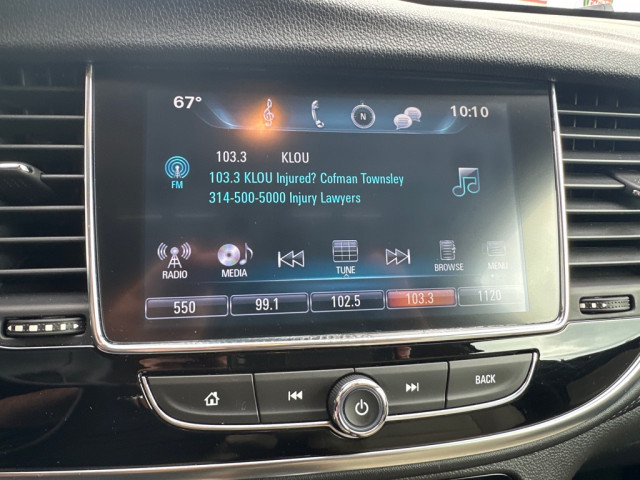 67°
N
10:10
103.3 KLOU
FM
103.3 KLOU Injured? Cofman Townsley
314-500-5000 Injury Lawyers
RADIO
MEDIA
TUNE
BROWSE
MENU
550
99.1
102.5
103.3
1120
BACK